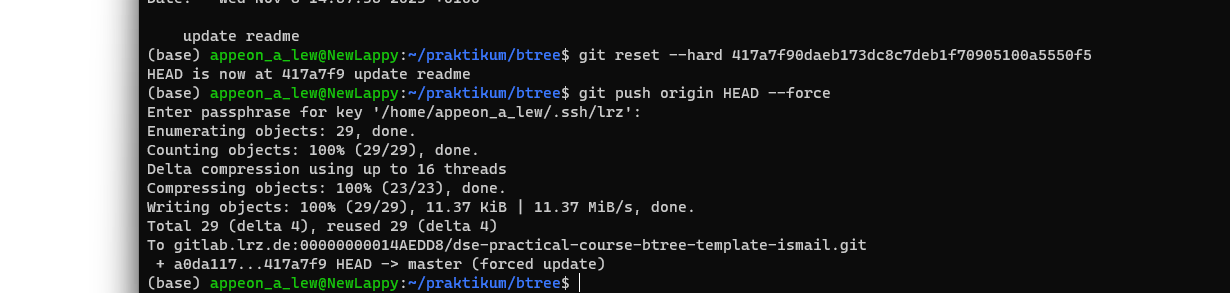 update readme
(base) appeon_a_lew@NewLappy:~/praktikum/btree$ git reset --hard 417a7f90daeb173dc8c7deb1f70905100a5550f5
HEAD is now at 417a7f9 update readme
(base) appeon_a_lew@NewLappy:~/praktikum/btree$ git push origin HEAD --force
Enter passphrase for key '/home/appeon_a_lew/.ssh/lrz':
Enumerating objects: 29, done.
Counting objects: 100% (29/29), done.
Delta compression using up to 16 threads
Compressing objects: 100% (23/23), done.
Writing objects: 100% (29/29), 11.37 KiB | 11.37 MiB/s, done.
Total 29 (delta 4), reused 29 (delta 4)
To gitlab.lrz.de:00000000014AEDD8/dse-practical-course-btree-template-ismail.git
 + a0da117...417a7f9 HEAD -> master (forced update)
(base) appeon_a_lew@NewLappy:~/praktikum/btree$